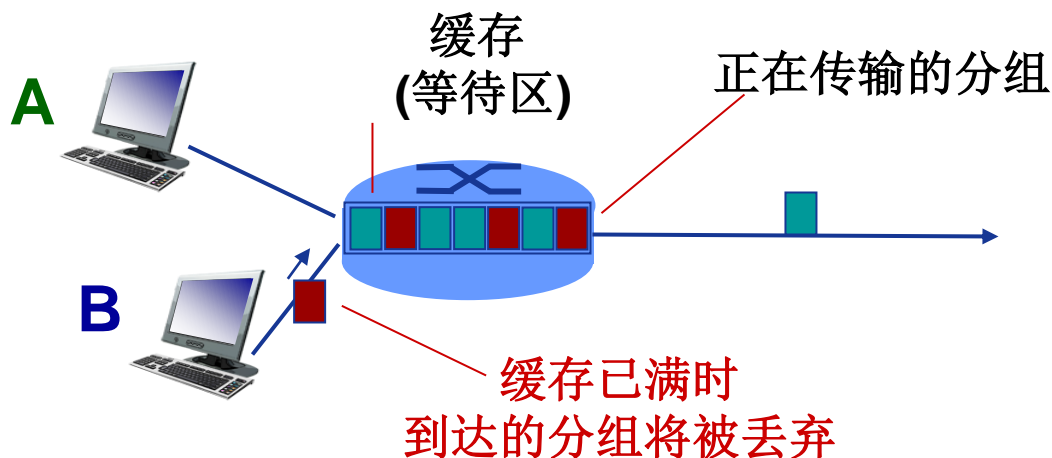 缓存
(等待区)
正在传输的分组
A
B
缓存已满时
到达的分组将被丢弃